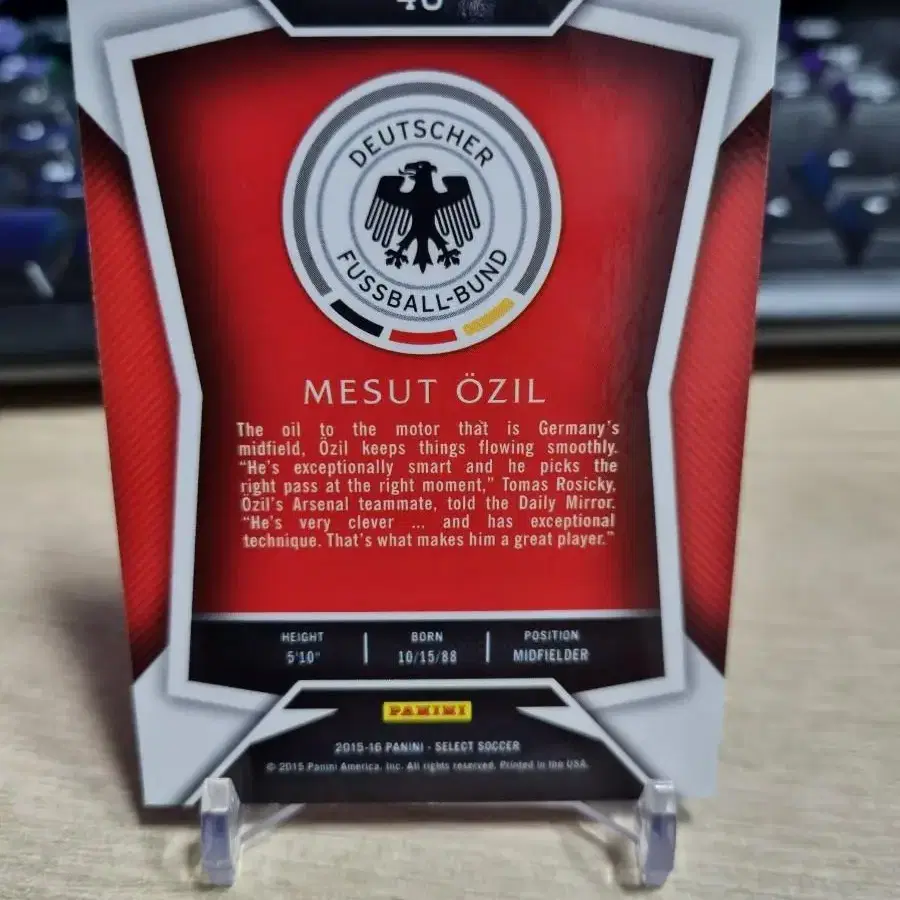 DEUTSCHER
FUSSBALL-BUND
MESUT ÖZIL
The oil to the motor that is Germany's
midfield, Özil keeps things flowing smoothly.
“He's exceptionally smart and he picks the
right pass at the right moment,” Tomas Rosicky,
Özil's Arsenal teammate, told the Daily Mirror.
“He's very clever ... and has exceptional
technique. That's what makes him a great player.”
HEIGHT BORN POSITION
5'10" 10/15/88 MIDFIELDER
PANINI
2015-16 PANINI - SELECT SOCCER
© 2015 Panini America, Inc. All rights reserved. Printed in the USA.